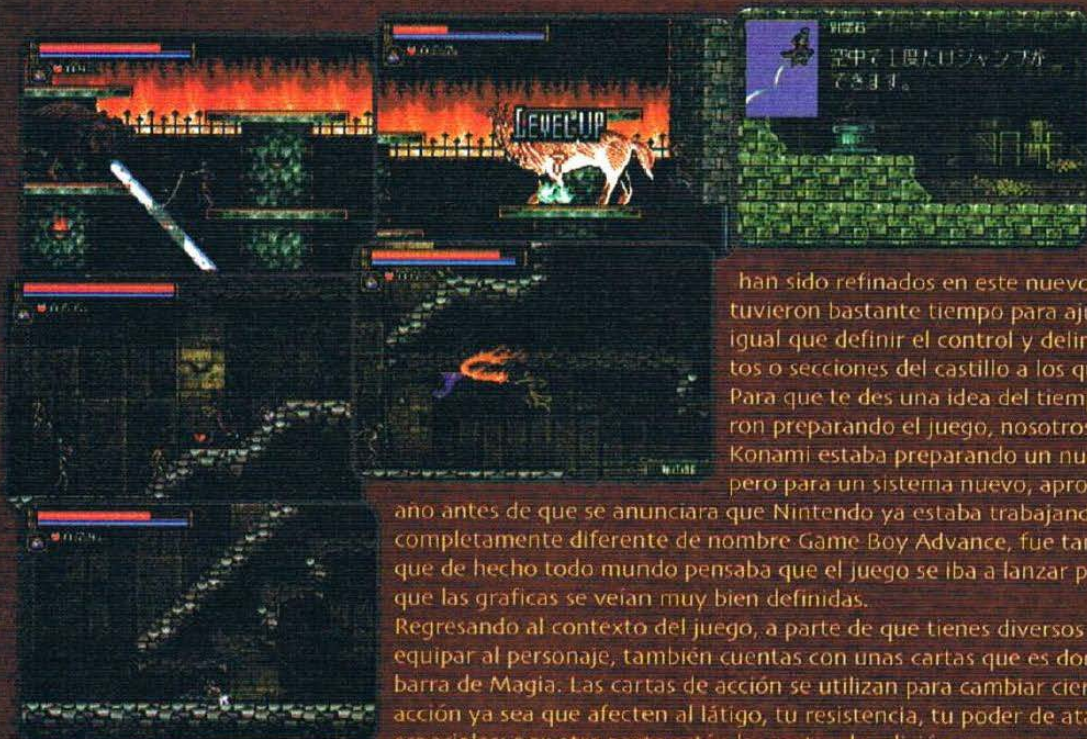 LEVEL UP
空中で1度だけジャンプが
できます。
han sido refinados en este nuevo
tuvieron bastante tiempo para aju
igual que definir el control y delin
tos o secciones del castillo a los qu
Para que te des una idea del tiem
ron preparando el juego, nosotros
Konami estaba preparando un nu
pero para un sistema nuevo, apro
año antes de que se anunciara que Nintendo ya estaba trabajand
completamente diferente de nombre Game Boy Advance, fue tan
que de hecho todo mundo pensaba que el juego se iba a lanzar p
que las graficas se veían muy bien definidas.
Regresando al contexto del juego, a parte de que tienes diversos
equipar al personaje, también cuentas con unas cartas que es do
barra de Magia. Las cartas de acción se utilizan para cambiar cie
acción ya sea que afecten al látigo, tu resistencia, tu poder de ata